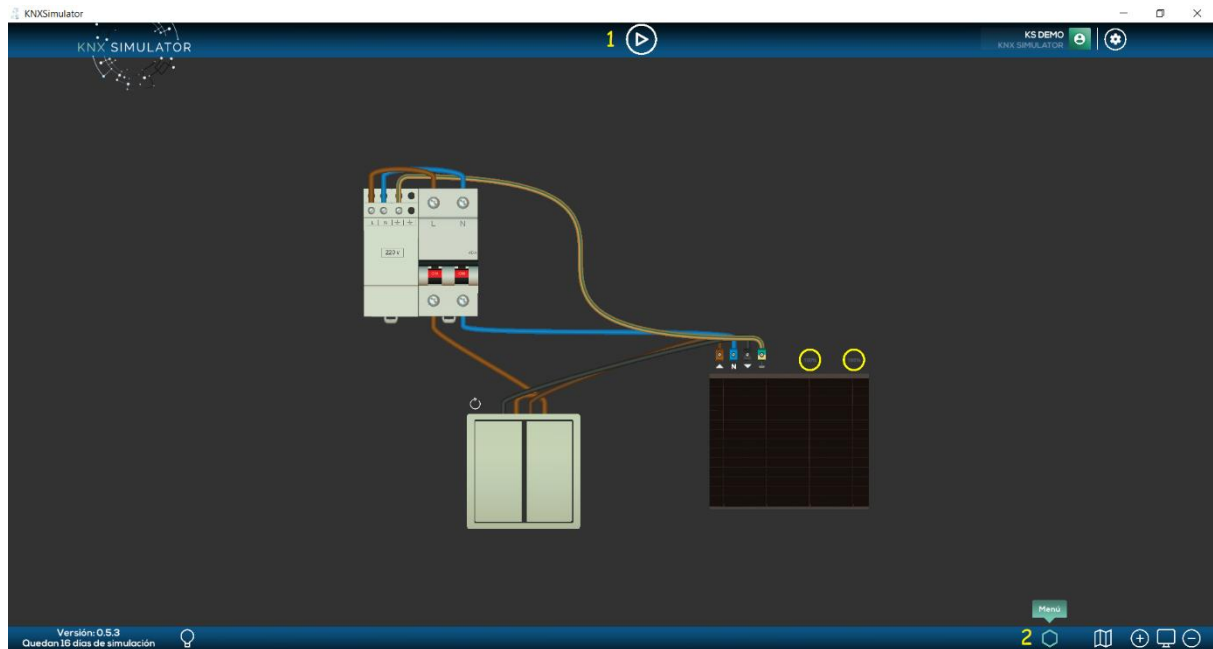 KNXSimulator
KNX SIMULATOR
1
KS DEMO
KNX SIMULATOR
L N
220 v
N
Menú
Versión: 0.5.3
Quedan 16 días de simulación
2